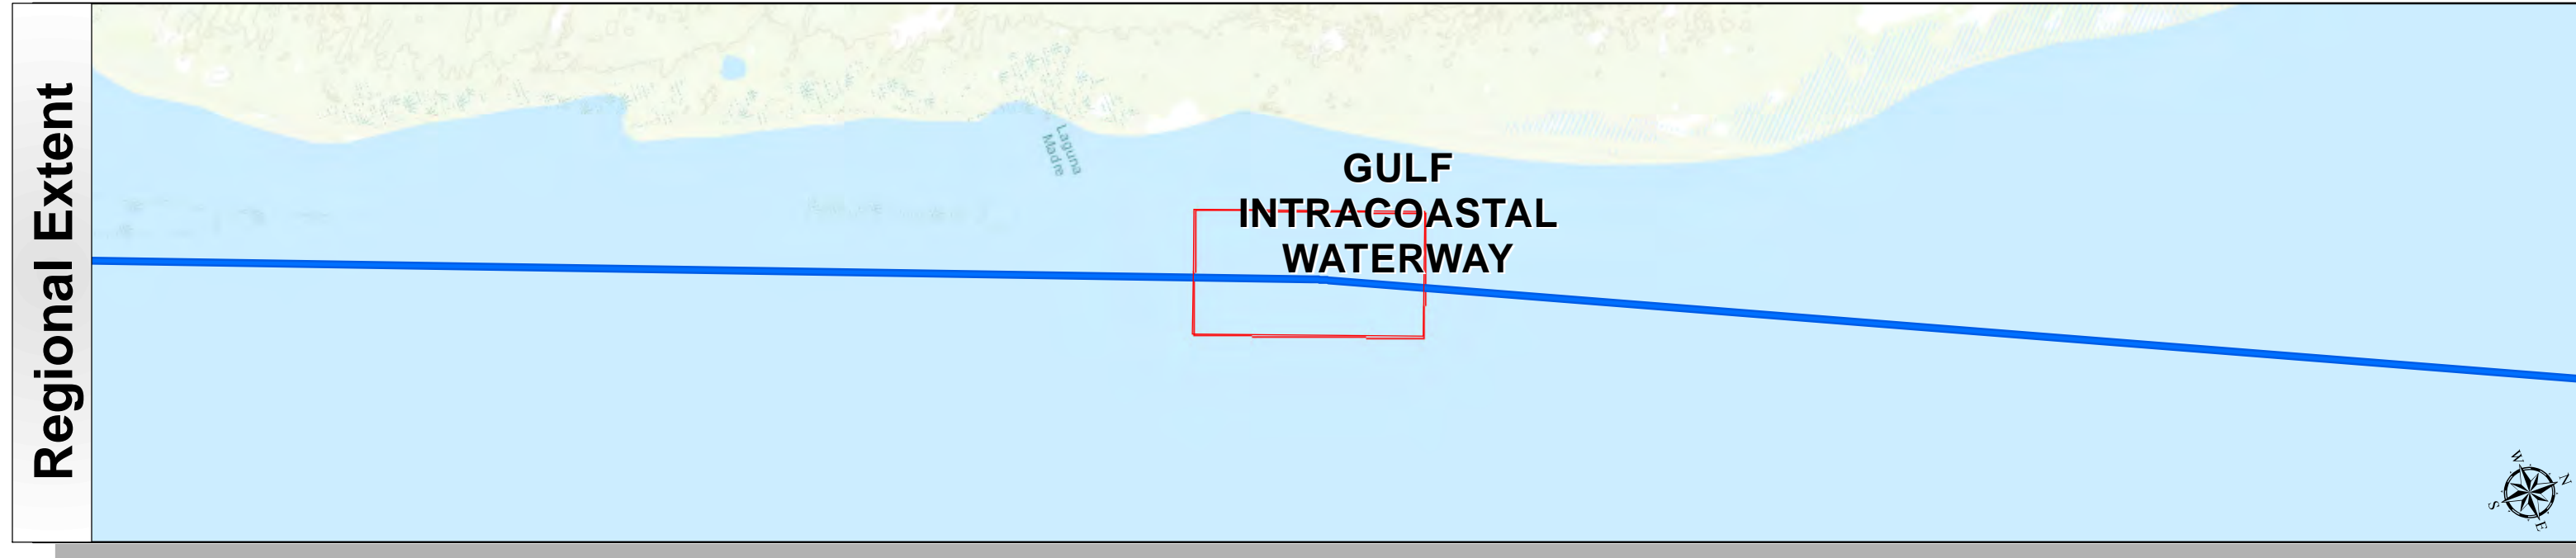 Regional Extent
Laguna
Madre
GULF
INTRACOASTAL
WATERWAY
W
N
S
E